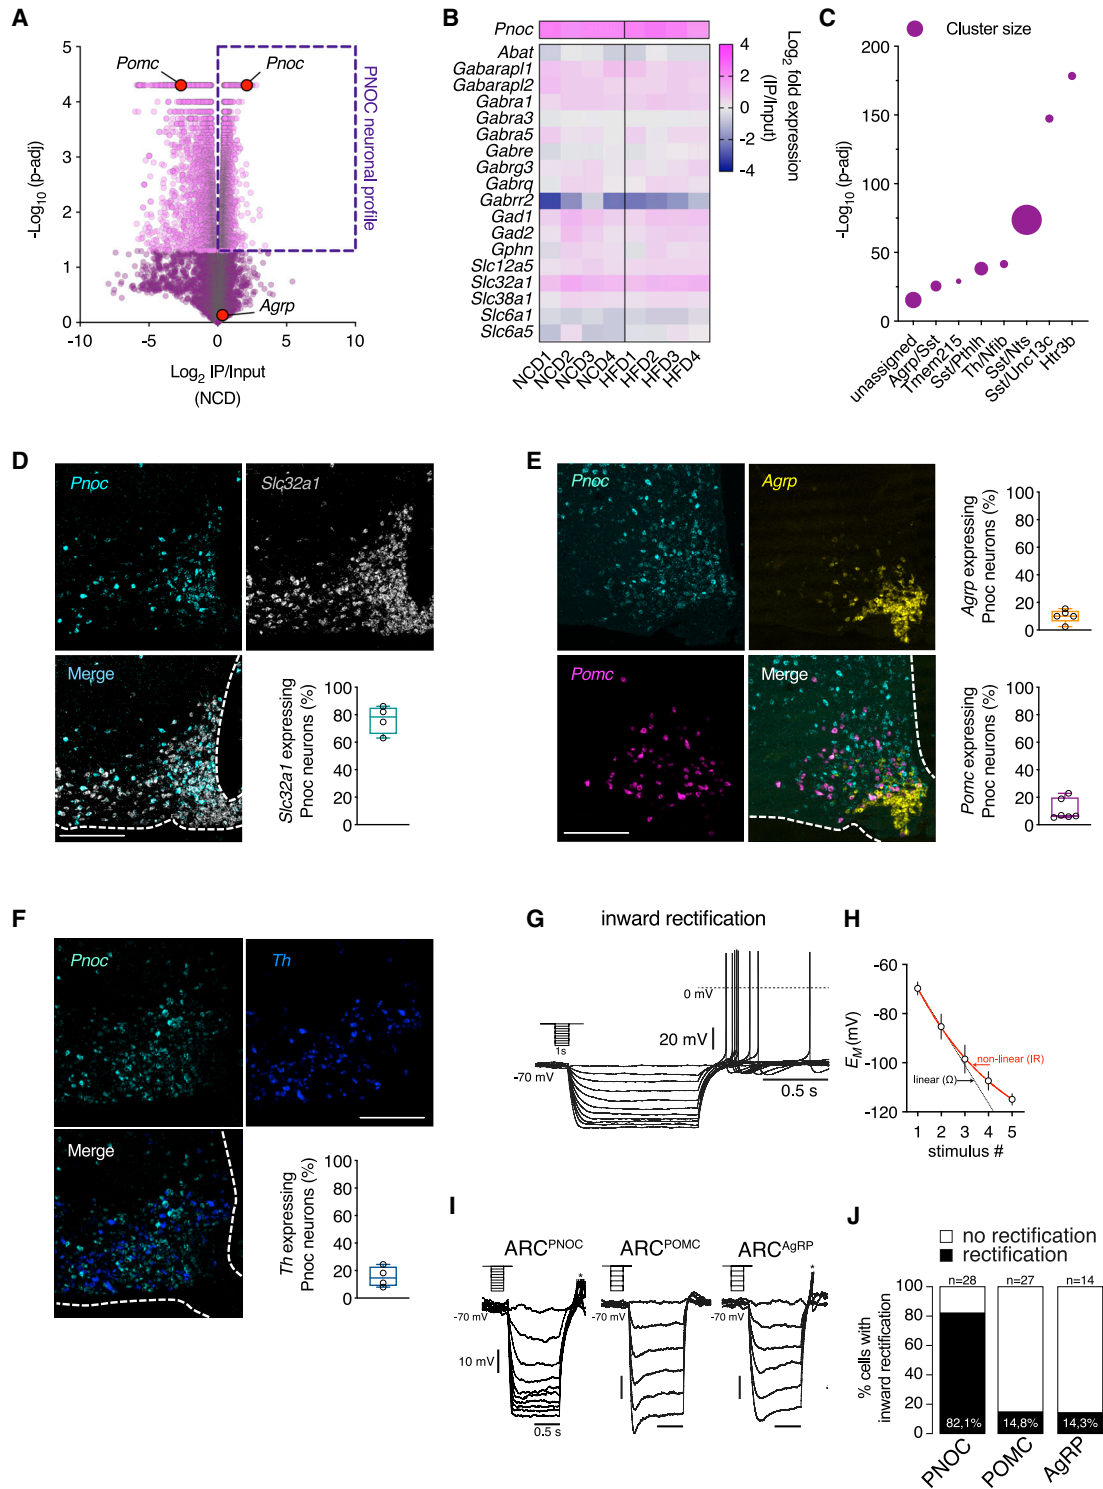 A
5
4
3
2
1
0
-Log10 (p-adj)
Pomc
Pnoc
Agrp
PNOC neuronal profile
-10
-5
0
5
10
Log2 IP/Input
(NCD)
B
Pnoc
Abat
Gabarapl1
Gabarapl2
Gabra1
Gabra3
Gabra5
Gabre
Gabrg3
Gabrq
Gabrr2
Gad1
Gad2
Gphn
Slc12a5
Slc32a1
Slc38a1
Slc6a1
Slc6a5
NCD1
NCD2
NCD3
NCD4
HFD1
HFD2
HFD3
HFD4
4
2
0
-2
-4
Log2 fold expression
(IP/Input)
C
Cluster size
200
150
100
50
0
-Log10 (p-adj)
unassigned
Agrp/Sst
Tmem215
Sst/Pthlh
Th/Nfib
Sst/Nts
Sst/Unc13c
Htr3b
D
Pnoc
Slc32a1
Merge
100
80
60
40
20
0
Slc32a1 expressing
Pnoc neurons (%)
E
Pnoc
Agrp
Pomc
Merge
100
80
60
40
20
0
Agrp expressing
Pnoc neurons (%)
100
80
60
40
20
0
Pomc expressing
Pnoc neurons (%)
F
Pnoc
Th
Merge
100
80
60
40
20
0
Th expressing
Pnoc neurons (%)
G
inward rectification
0 mV
20 mV
1s
-70 mV
0.5 s
H
-60
-80
-100
-120
EM (mV)
non-linear (IR)
linear (Ω)
1 2 3 4 5
stimulus #
I
ARCPNOC
ARCPOMC
ARCAgRP
*
*
-70 mV
-70 mV
-70 mV
10 mV
0.5 s
J
no rectification
rectification
n=28
n=27
n=14
100
80
60
40
20
0
% cells with
inward rectification
82,1%
14,8%
14,3%
PNOC
POMC
AgRP